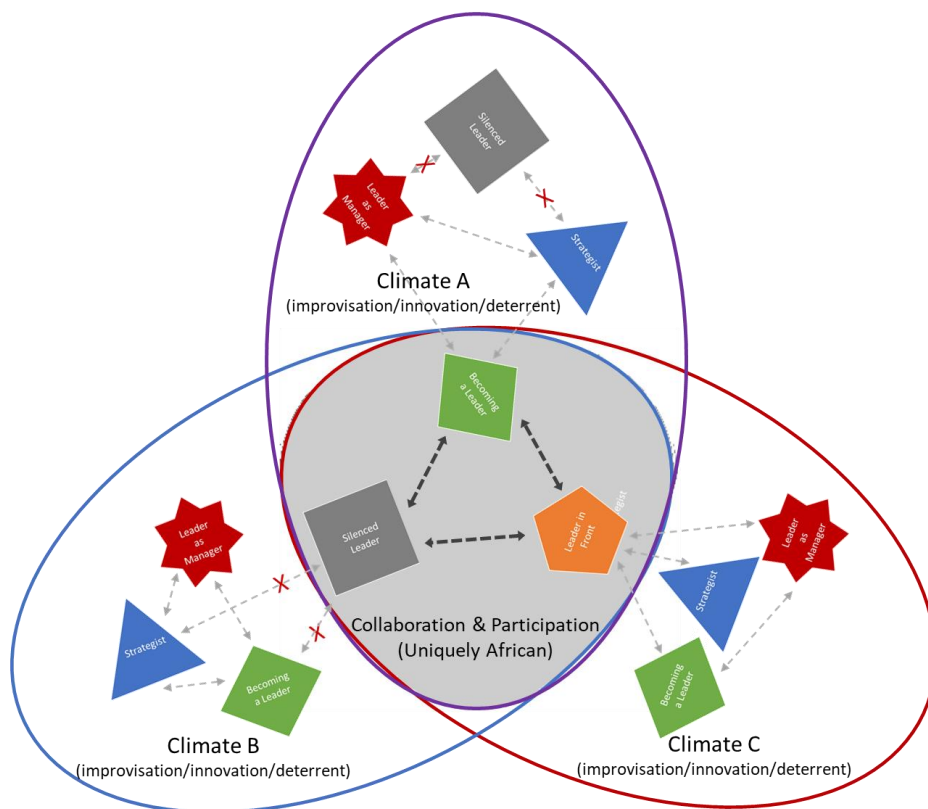 Silenced
Leader
Leader
as
Manager
Strategist
Climate A
(improvisation/innovation/deterrent)
Becoming
a Leader
Silenced
Leader
Leader in
Front
egist
Collaboration & Participation
(Uniquely African)
Leader
as Manager
Strategist
Becoming
a Leader
Climate B
(improvisation/innovation/deterrent)
Leader
as
Manager
Strategist
Becoming
a Leader
Climate C
(improvisation/innovation/deterrent)